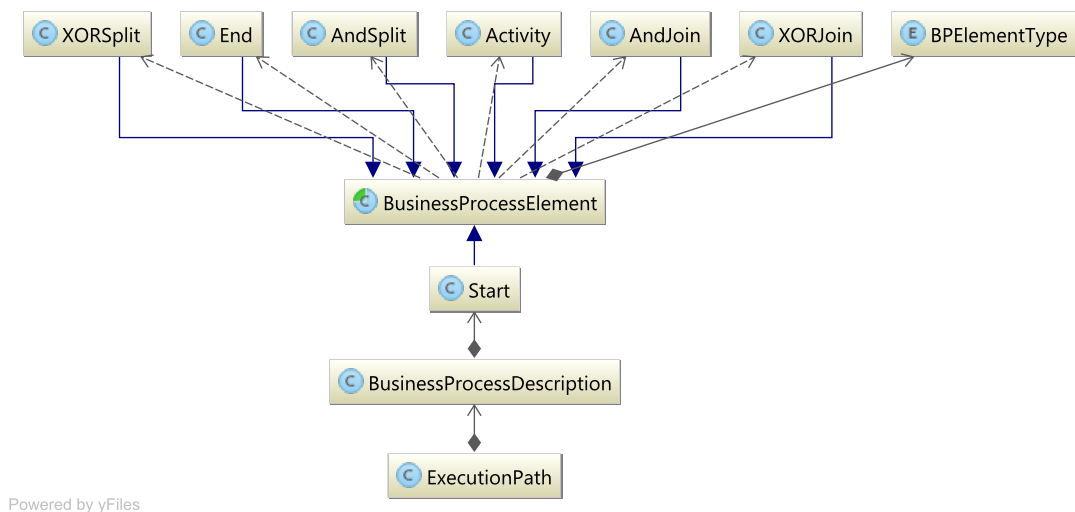 C XORSplit
C End
C AndSplit
C Activity
C AndJoin
C XORJoin
E BPElementType
C BusinessProcessElement
C Start
C BusinessProcessDescription
C ExecutionPath
Powered by yFiles